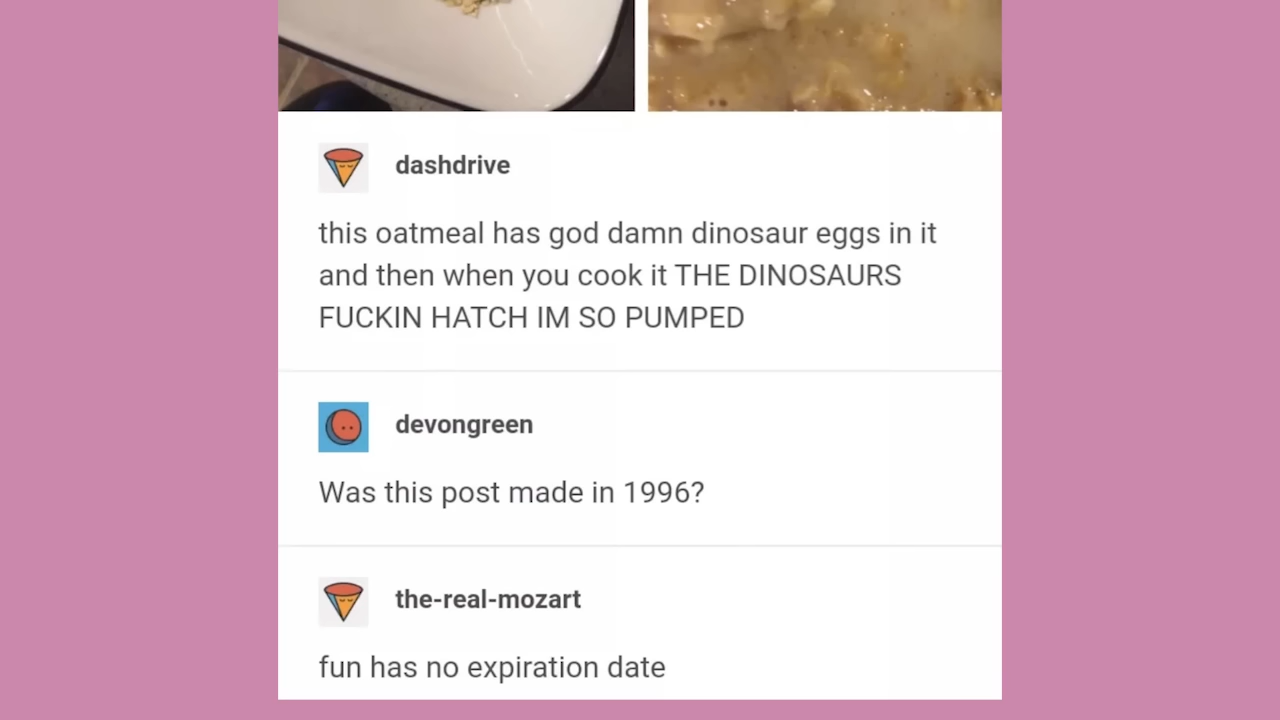 dashdrive
this oatmeal has god damn dinosaur eggs in it
and then when you cook it THE DINOSAURS
FUCKIN HATCH IM SO PUMPED
devongreen
Was this post made in 1996?
the-real-mozart
fun has no expiration date